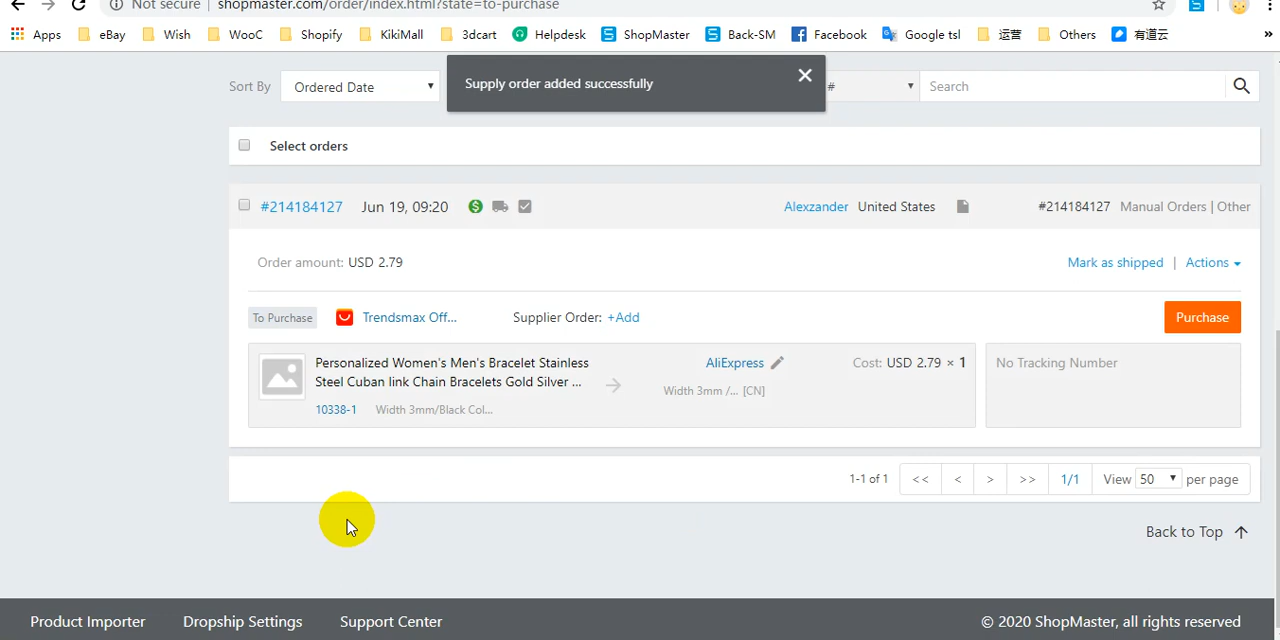 Not secure | shopmaster.com/order/index.html?state=to-purchase
Apps eBay Wish WooC Shopify KikiMall 3dcart Helpdesk ShopMaster Back-SM Facebook Google tsl 运营 Others 有道云 »
Sort By Ordered Date # Search
Supply order added successfully
Select orders
#214184127 Jun 19, 09:20 Alexzander United States #214184127 Manual Orders | Other
Order amount: USD 2.79 Mark as shipped | Actions
To Purchase Trendsmax Off... Supplier Order: +Add Purchase
Personalized Women's Men's Bracelet Stainless AliExpress Cost: USD 2.79 × 1 No Tracking Number
Steel Cuban link Chain Bracelets Gold Silver ...
Width 3mm /... [CN]
10338-1 Width 3mm/Black Col...
1-1 of 1 << < > >> 1/1 View 50 per page
Back to Top
Product Importer Dropship Settings Support Center © 2020 ShopMaster, all rights reserved